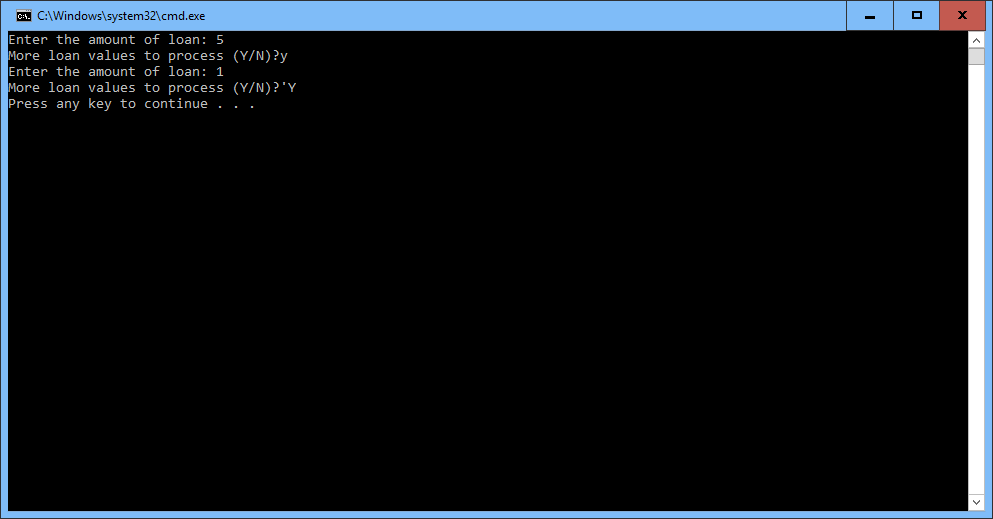 C:\Windows\system32\cmd.exe
Enter the amount of loan: 5
More loan values to process (Y/N)?y
Enter the amount of loan: 1
More loan values to process (Y/N)?'Y
Press any key to continue . . .